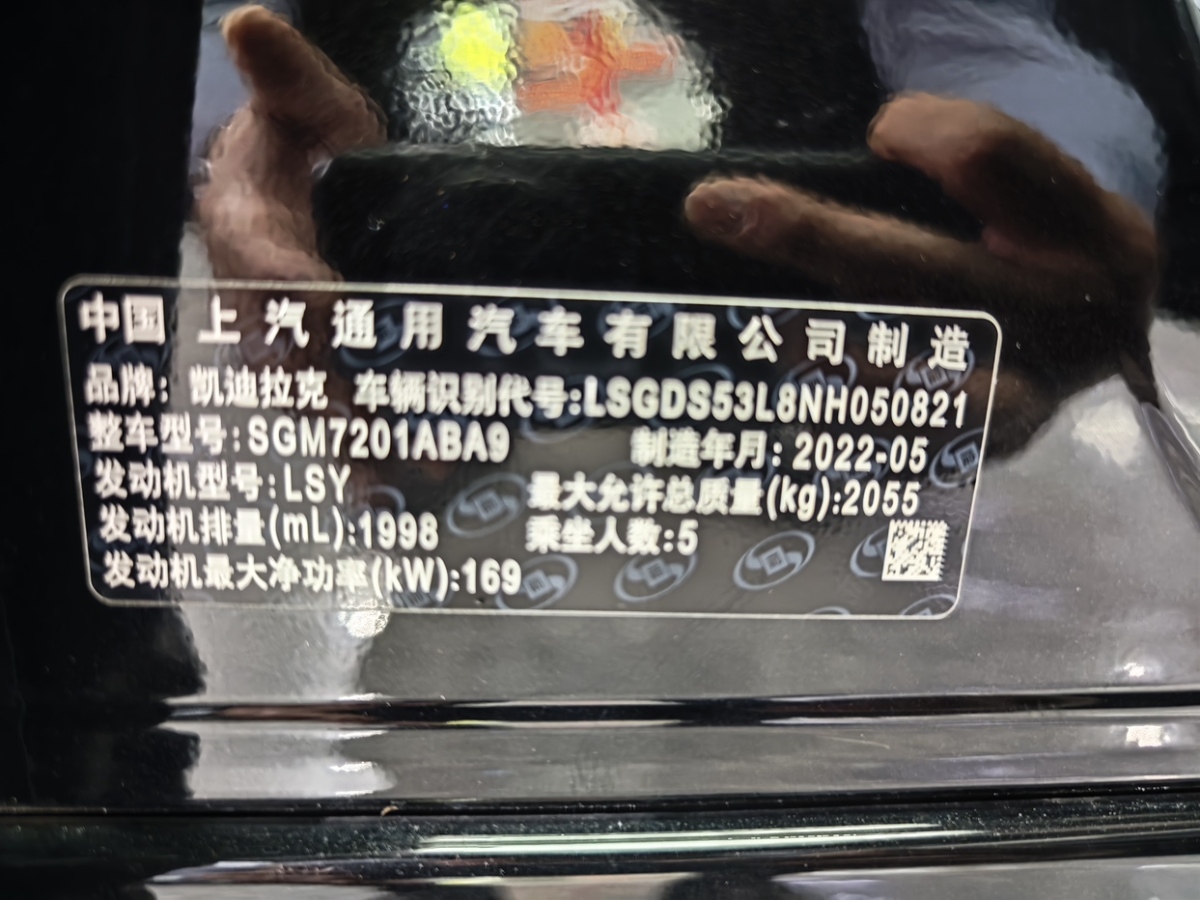 中国 上汽通用汽车有限公司制造
品牌: 凯迪拉克 车辆识别代号:LSGDS53L8NH050821
整车型号:SGM7201ABA9 制造年月: 2022-05
发动机型号:LSY 最大允许总质量(kg):2055
发动机排量(mL):1998 乘坐人数:5
发动机最大净功率(kW):169